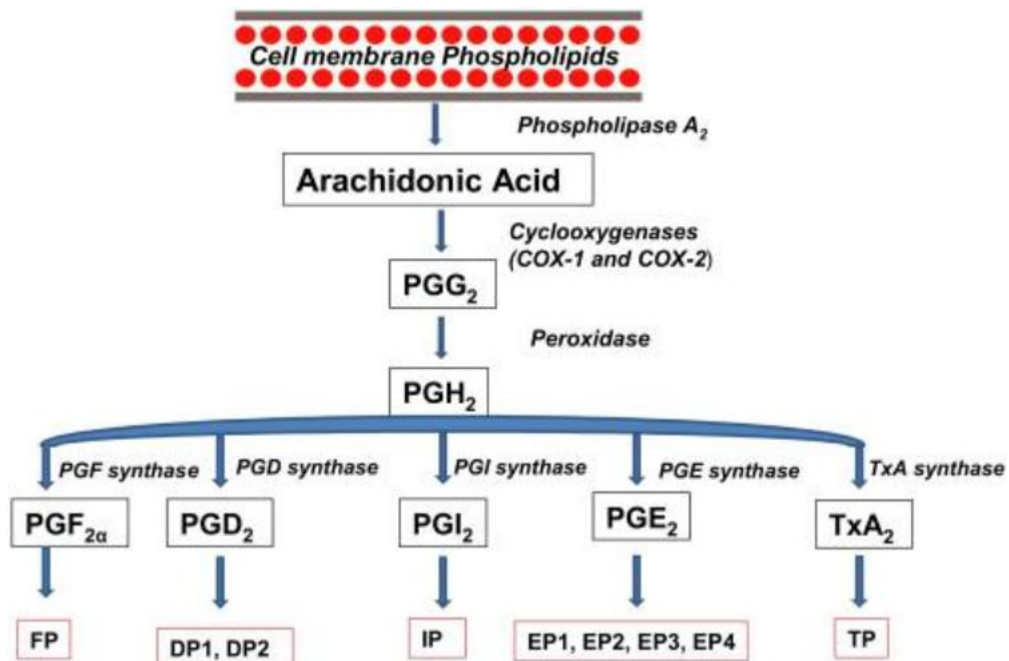 Cell membrane Phospholipids
Phospholipase A₂
Arachidonic Acid
Cyclooxygenases
(COX-1 and COX-2)
PGG₂
Peroxidase
PGH₂
PGF synthase
PGD synthase
PGI synthase
PGE synthase
TxA synthase
PGF₂α
PGD₂
PGI₂
PGE₂
TxA₂
FP
DP1, DP2
IP
EP1, EP2, EP3, EP4
TP